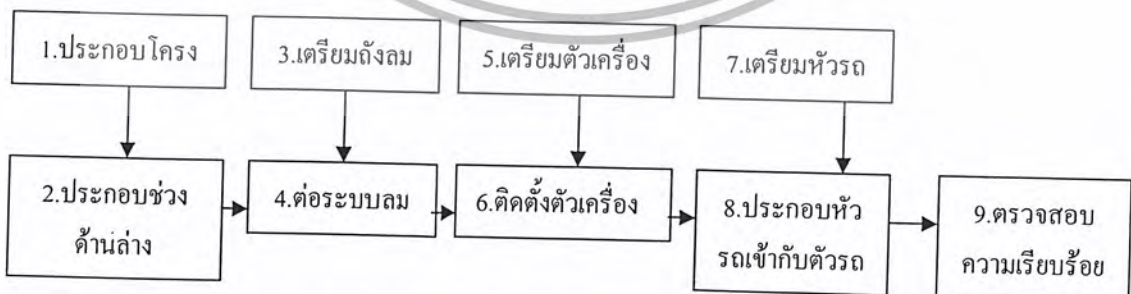 1.ประกอบโครง
3.เตรียมถังลม
5.เตรียมตัวเครื่อง
7.เตรียมหัวรถ
2.ประกอบช่วง
ด้านล่าง
4.ต่อระบบลม
6.ติดตั้งตัวเครื่อง
8.ประกอบหัว
รถเข้ากับตัวรถ
9.ตรวจสอบ
ความเรียบร้อย